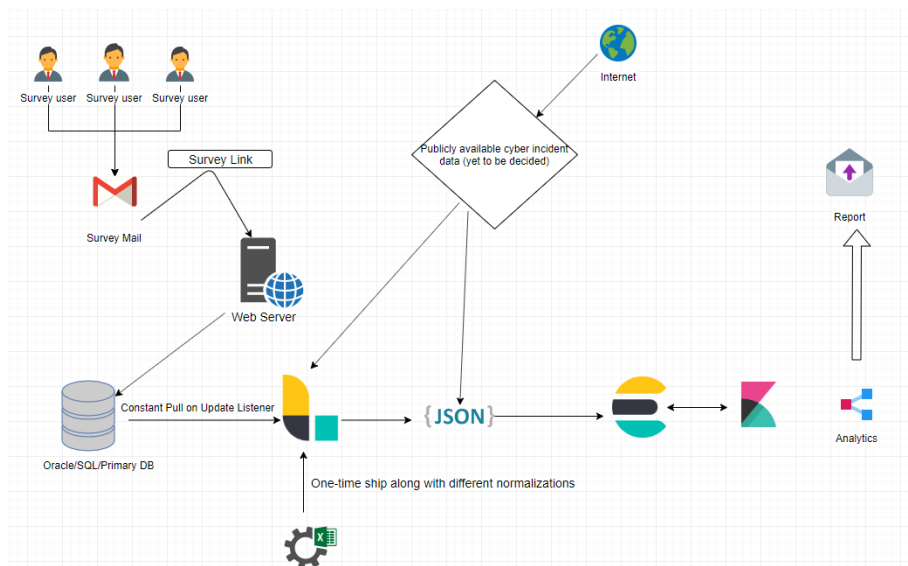 Survey user
Survey user
Survey user
Internet
Survey Link
Publicly available cyber incident
data (yet to be decided)
Survey Mail
Report
Web Server
Constant Pull on Update Listener
{JSON}
Analytics
Oracle/SQL/Primary DB
One-time ship along with different normalizations
X